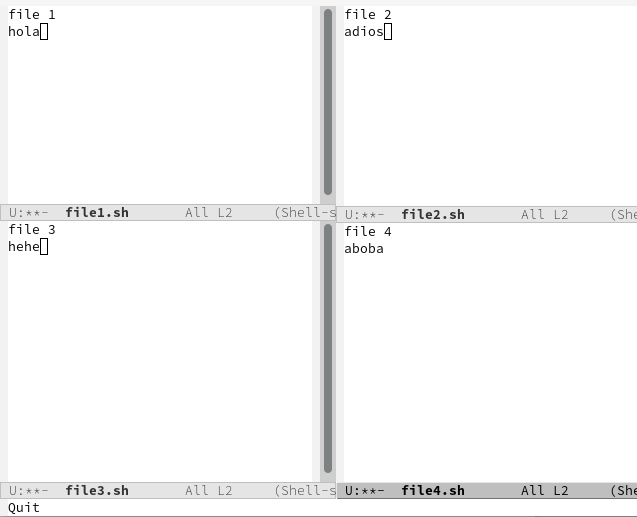 file 1
hola
U:**-  file1.sh       All L2     (Shell-s
file 2
adios
U:**-  file2.sh       All L2     (She
file 3
hehe
U:**-  file3.sh       All L2     (Shell-s
file 4
aboba
U:**-  file4.sh       All L2     (She
Quit